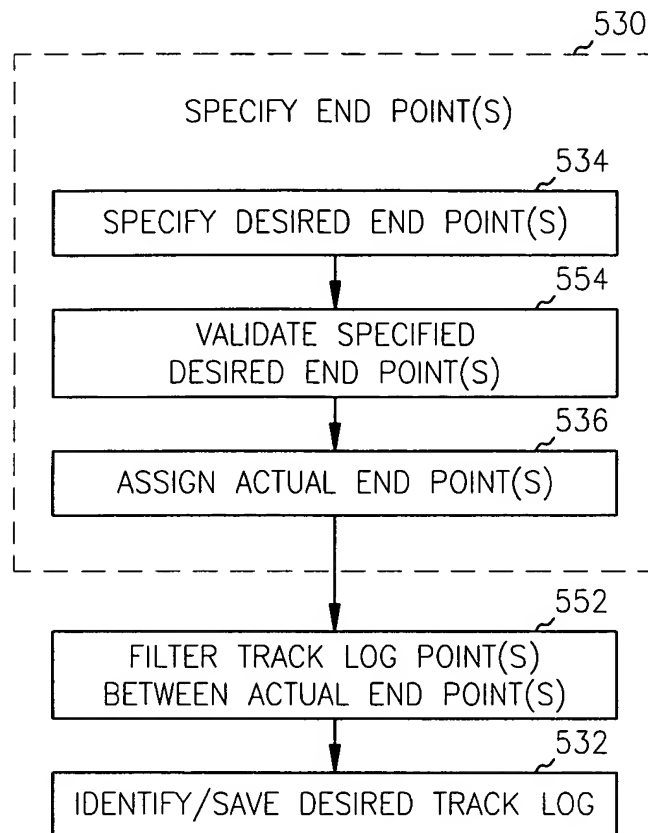 530
SPECIFY END POINT(S)
534
SPECIFY DESIRED END POINT(S)
554
VALIDATE SPECIFIED
DESIRED END POINT(S)
536
ASSIGN ACTUAL END POINT(S)
552
FILTER TRACK LOG POINT(S)
BETWEEN ACTUAL END POINT(S)
532
IDENTIFY/SAVE DESIRED TRACK LOG